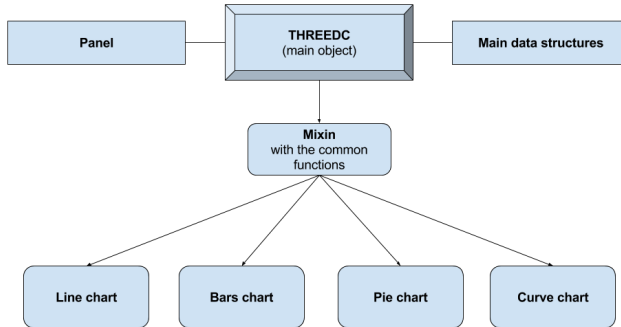 Panel
THREEDC
(main object)
Main data structures
Mixin
with the common
functions
Line chart
Bars chart
Pie chart
Curve chart